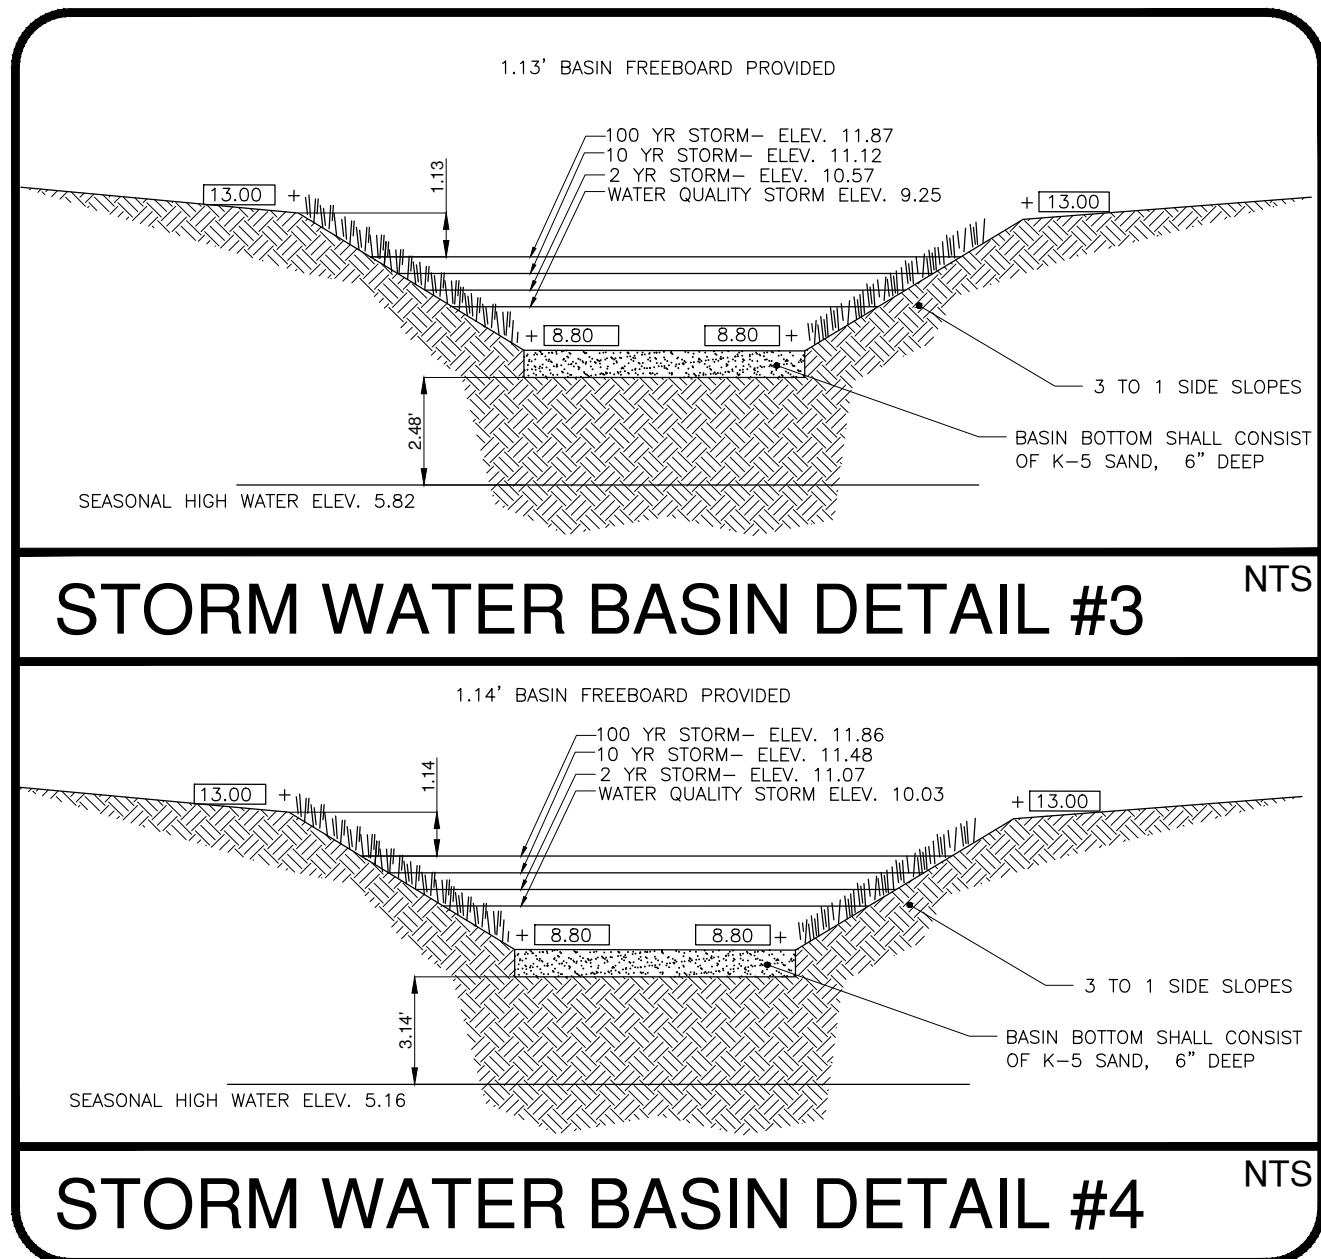 1.13' BASIN FREEBOARD PROVIDED
100 YR STORM– ELEV. 11.87
10 YR STORM– ELEV. 11.12
2 YR STORM– ELEV. 10.57
WATER QUALITY STORM ELEV. 9.25
1.13
13.00 +
+ 13.00
+ 8.80
8.80 +
3 TO 1 SIDE SLOPES
2.48'
BASIN BOTTOM SHALL CONSIST
OF K–5 SAND, 6" DEEP
SEASONAL HIGH WATER ELEV. 5.82
STORM WATER BASIN DETAIL #3
NTS
1.14' BASIN FREEBOARD PROVIDED
100 YR STORM– ELEV. 11.86
10 YR STORM– ELEV. 11.48
2 YR STORM– ELEV. 11.07
WATER QUALITY STORM ELEV. 10.03
1.14
13.00 +
+ 13.00
+ 8.80
8.80 +
3 TO 1 SIDE SLOPES
3.14'
BASIN BOTTOM SHALL CONSIST
OF K–5 SAND, 6" DEEP
SEASONAL HIGH WATER ELEV. 5.16
STORM WATER BASIN DETAIL #4
NTS